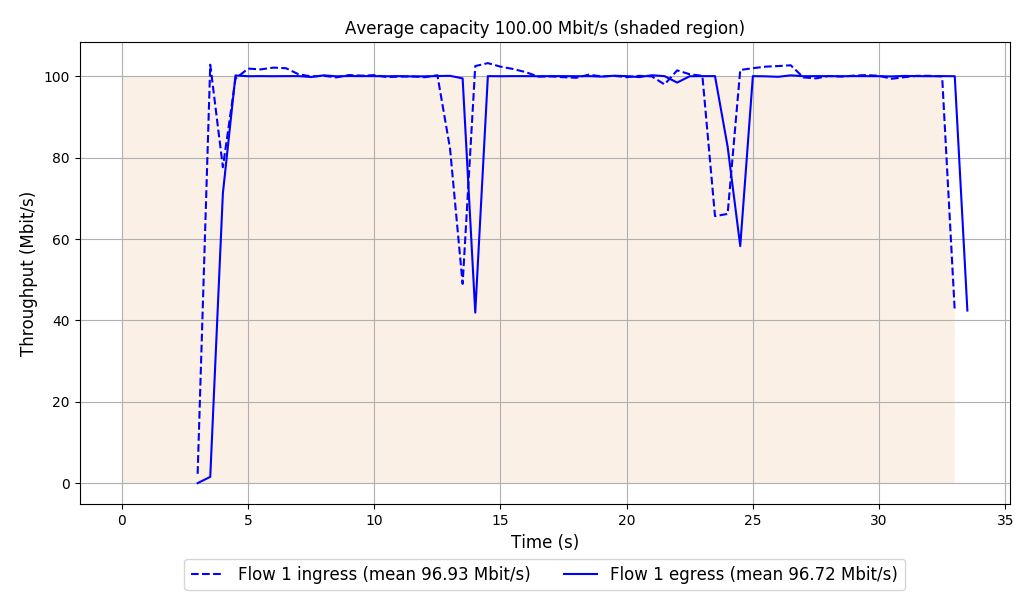 Average capacity 100.00 Mbit/s (shaded region)
Throughput (Mbit/s)
100
80
60
40
20
0
0 5 10 15 20 25 30 35
Time (s)
Flow 1 ingress (mean 96.93 Mbit/s) Flow 1 egress (mean 96.72 Mbit/s)